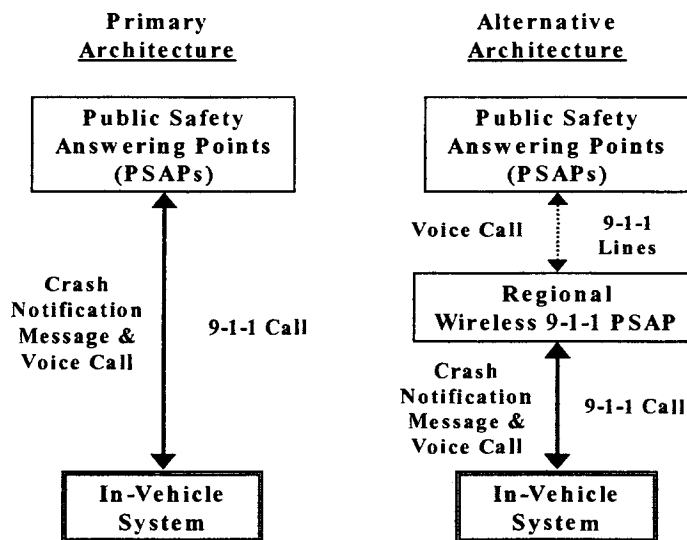 Primary
Architecture
Public Safety
Answering Points
(PSAPs)
Crash
Notification
Message &
Voice Call
9-1-1 Call
In-Vehicle
System
Alternative
Architecture
Public Safety
Answering Points
(PSAPs)
Voice Call
9-1-1
Lines
Regional
Wireless 9-1-1 PSAP
Crash
Notification
Message &
Voice Call
9-1-1 Call
In-Vehicle
System